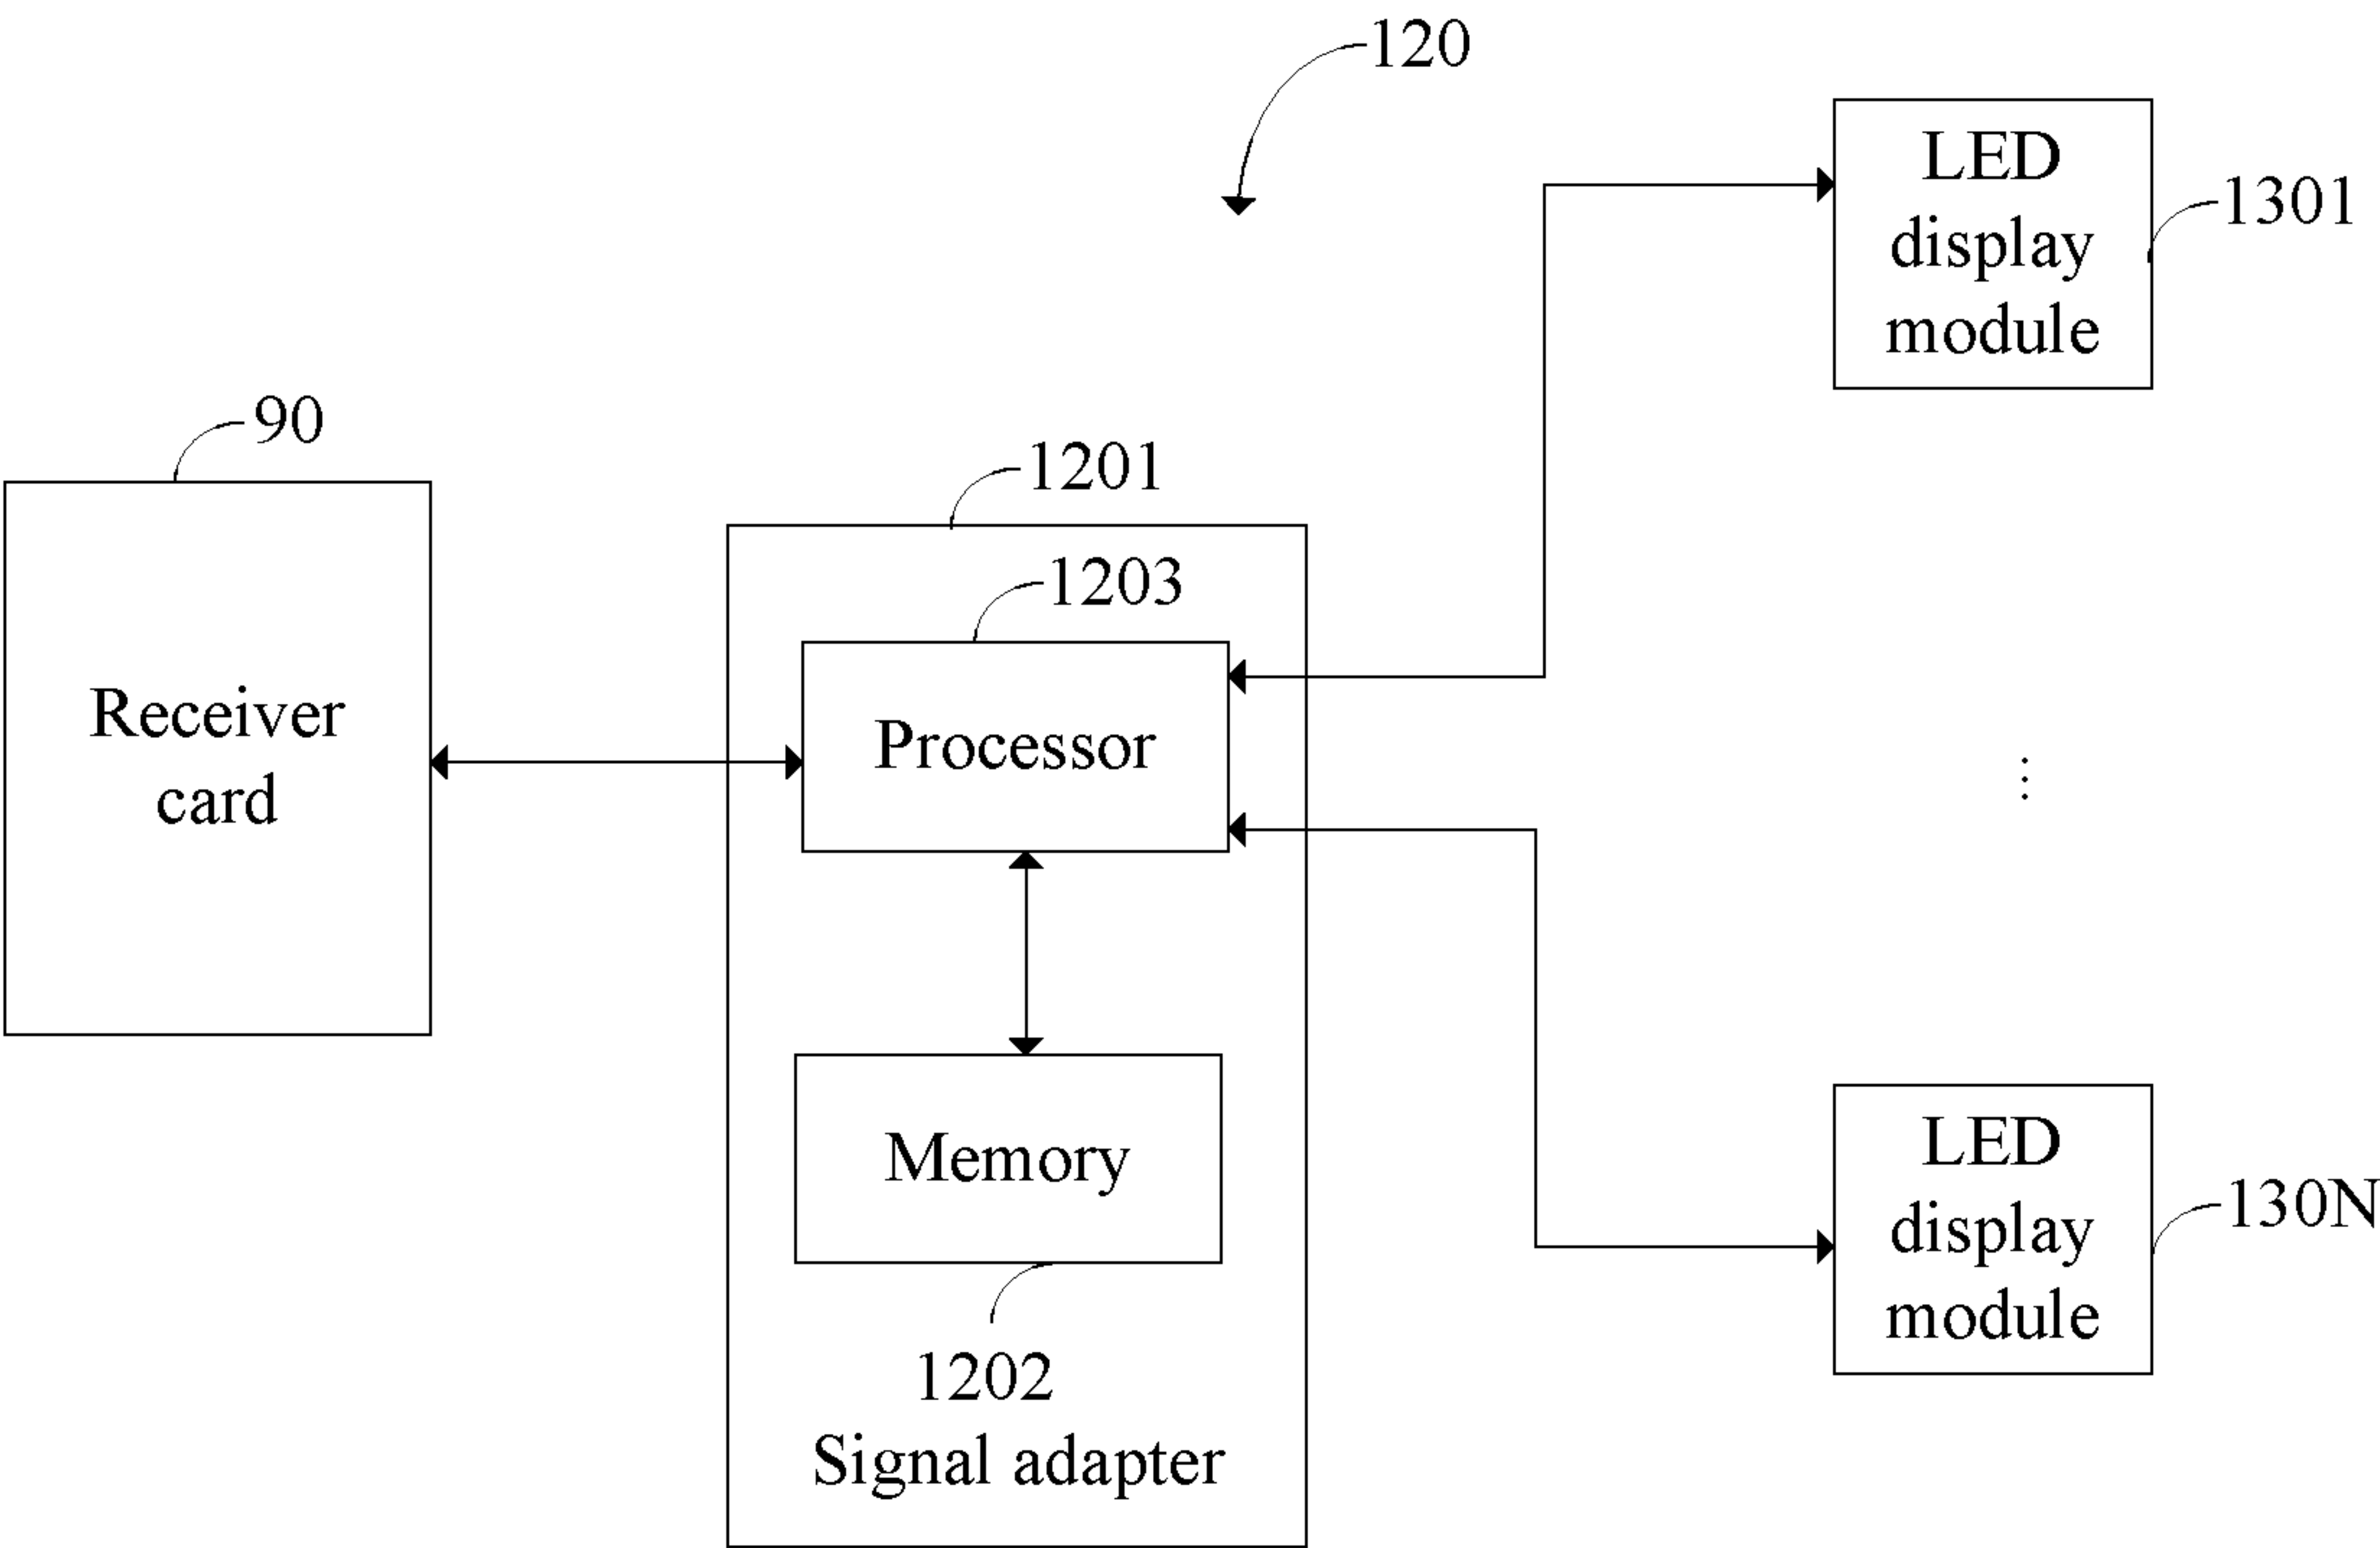 120
LED
display
module
1301
90
1201
1203
Receiver
card
Processor
⋮
Memory
1202
Signal adapter
LED
display
module
130N